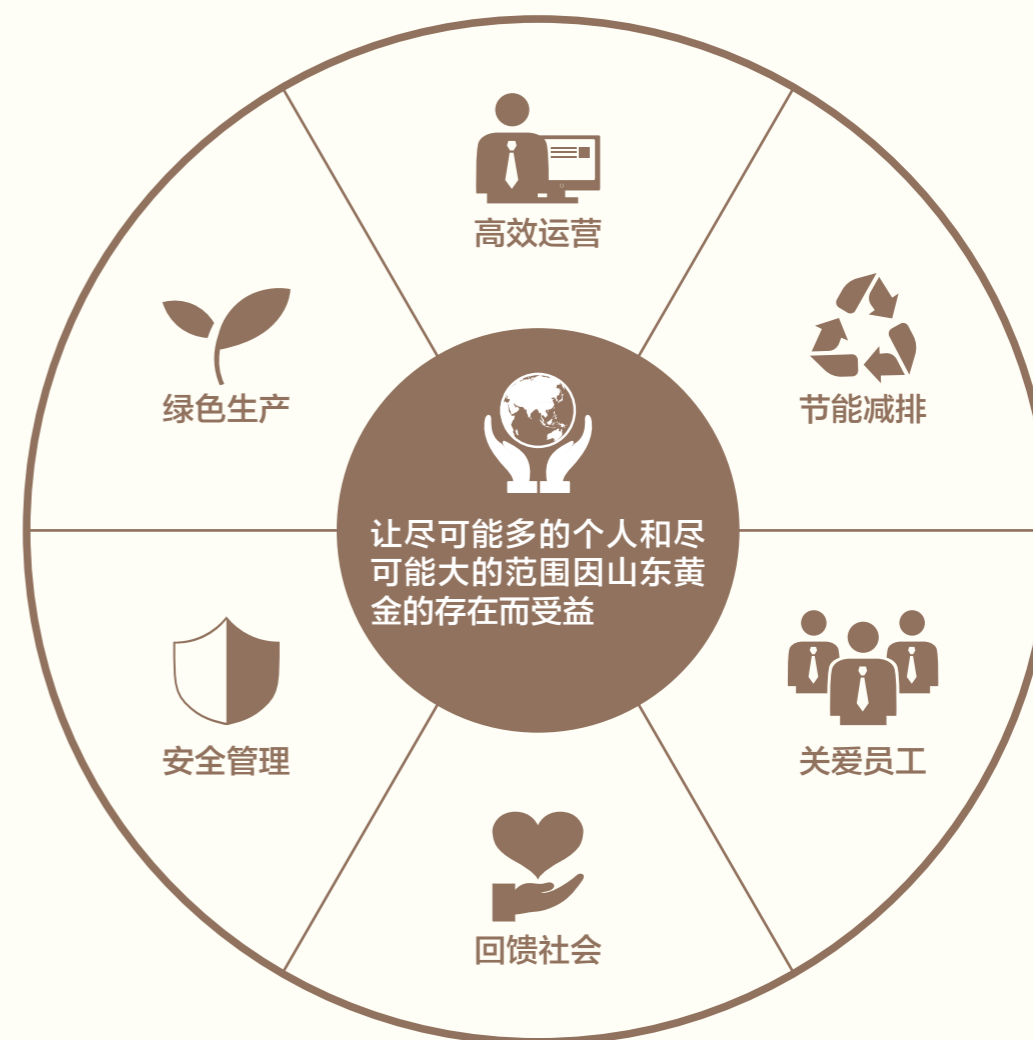 高效运营
绿色生产
节能减排
让尽可能多的个人和尽
可能大的范围因山东黄
金的存在而受益
安全管理
关爱员工
回馈社会